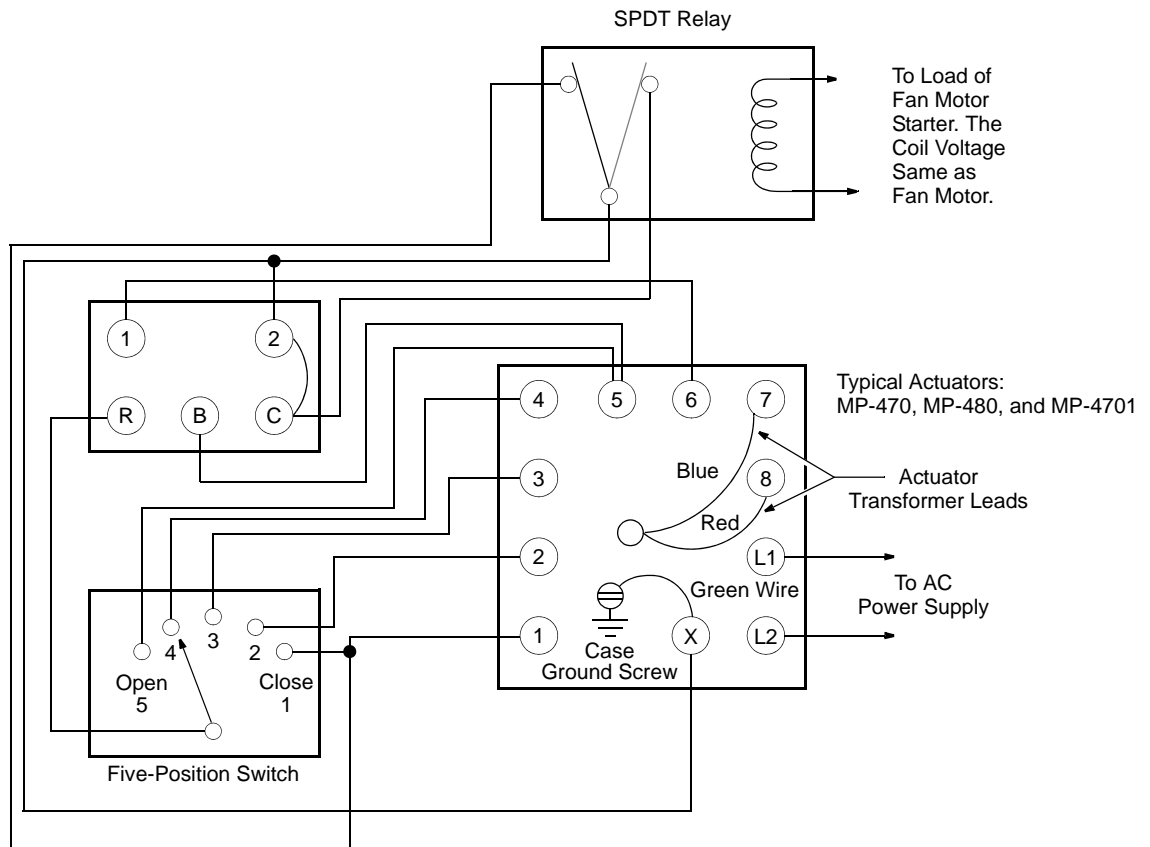 SPDT Relay
To Load of
Fan Motor
Starter. The
Coil Voltage
Same as
Fan Motor.
1
2
R
B
C
4
5
6
7
Typical Actuators:
MP-470, MP-480, and MP-4701
3
Blue
8
Actuator
Transformer Leads
Red
2
L1
Green Wire
To AC
Power Supply
1
X
L2
Case
Ground Screw
4
3
2
Open
5
Close
1
Five-Position Switch